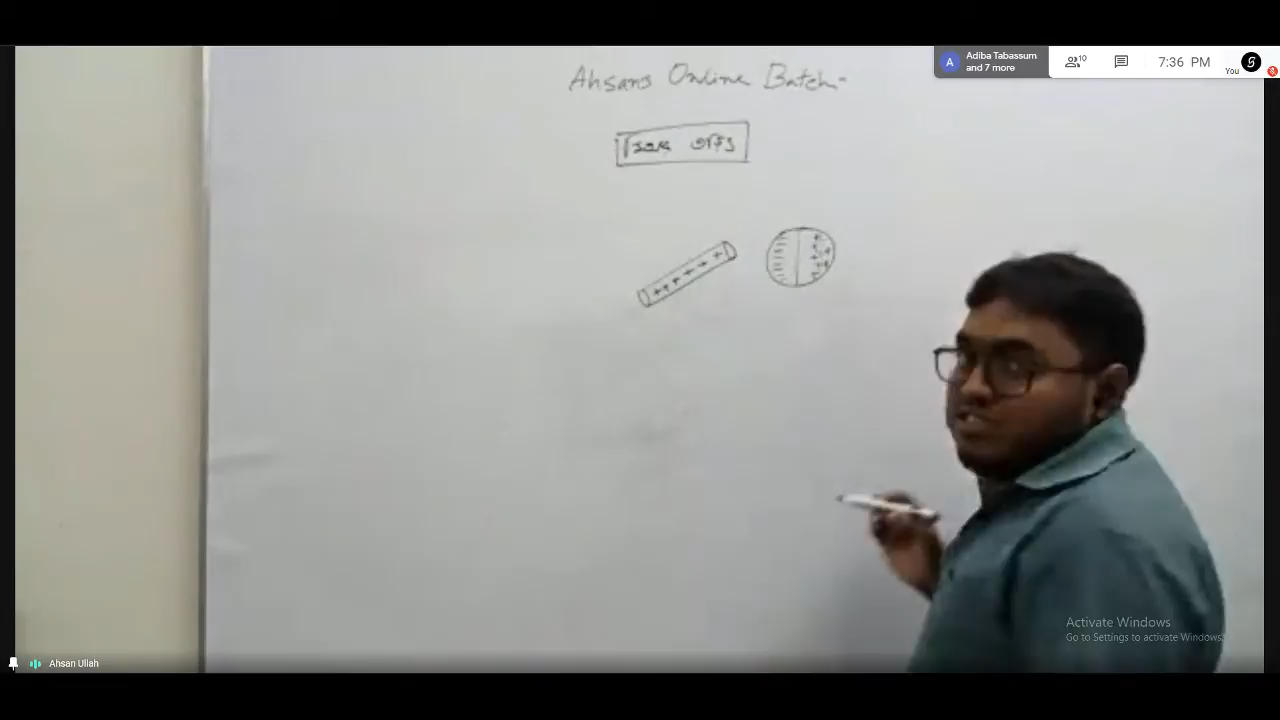 Adiba Tabassum
and 7 more
10
7:36 PM
You
Ahsans Online Batch-
Activate Windows
Go to Settings to activate Windows.
Ahsan Ullah